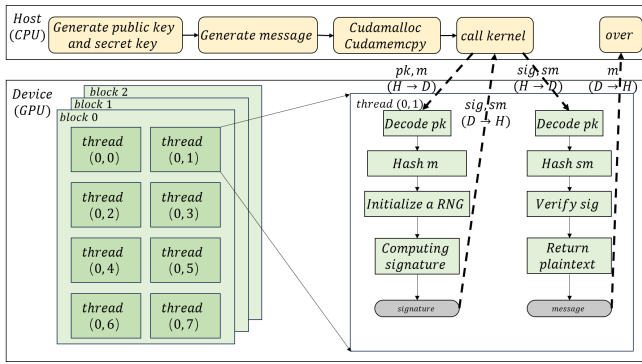 Host
(CPU)
Generate public key
and secret key
Generate message
Cudamalloc
Cudamemcpy
call kernel
over
pk, m
(H → D)
sig, sm
(H → D)
m
(D → H)
sig, sm
(D → H)
Device
(GPU)
block 2
block 1
block 0
thread
(0, 0)
thread
(0, 1)
thread
(0, 2)
thread
(0, 3)
thread
(0, 4)
thread
(0, 5)
thread
(0, 6)
thread
(0, 7)
thread (0, 1)
Decode pk
Hash m
Initialize a RNG
Computing
signature
signature
Decode pk
Hash sm
Verify sig
Return
plaintext
message